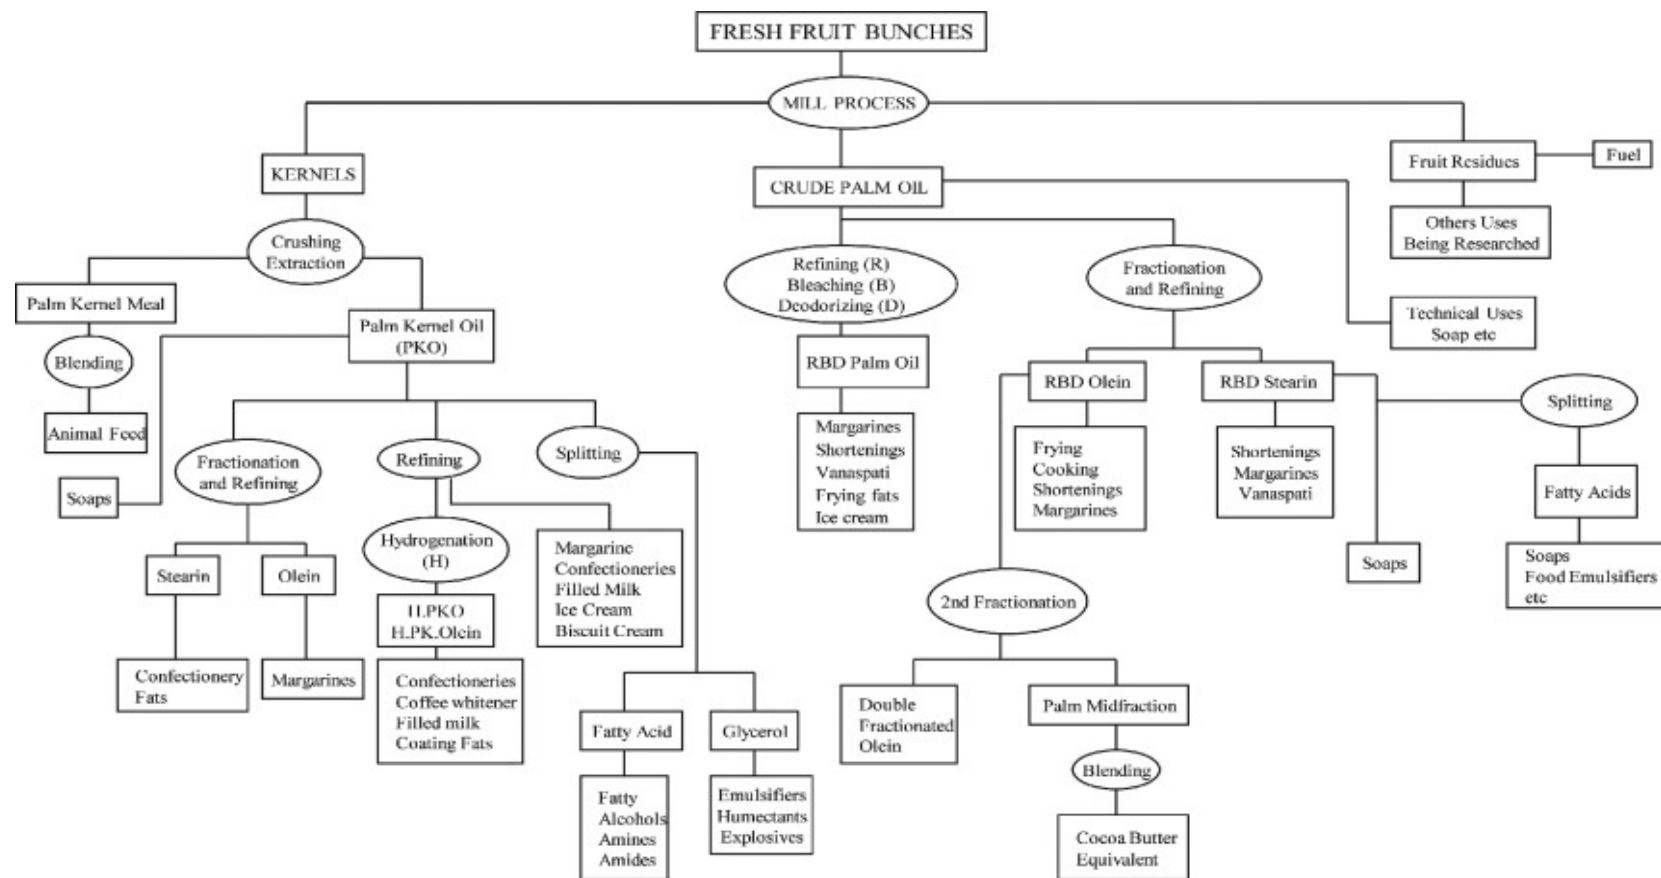 FRESH FRUIT BUNCHES
MILL PROCESS
KERNELS
CRUDE PALM OIL
Fruit Residues
Fuel
Others Uses
Being Researched
Technical Uses
Soap etc
Crushing
Extraction
Palm Kernel Meal
Blending
Animal Feed
Palm Kernel Oil
(PKO)
Soaps
Fractionation
and Refining
Stearin
Confectionery
Fats
Olein
Margarines
Refining
Hydrogenation
(H)
H.PKO
H.PK.Olein
Confectioneries
Coffee whitener
Filled milk
Coating Fats
Margarine
Confectioneries
Filled Milk
Ice Cream
Biscuit Cream
Splitting
Fatty Acid
Fatty
Alcohols
Amines
Amides
Glycerol
Emulsifiers
Humectants
Explosives
Refining (R)
Bleaching (B)
Deodorizing (D)
RBD Palm Oil
Margarines
Shortenings
Vanaspati
Frying fats
Ice cream
Fractionation
and Refining
RBD Olein
Frying
Cooking
Shortenings
Margarines
2nd Fractionation
Double
Fractionated
Olein
Palm Midfraction
Blending
Cocoa Butter
Equivalent
RBD Stearin
Shortenings
Margarines
Vanaspati
Soaps
Splitting
Fatty Acids
Soaps
Food Emulsifiers
etc